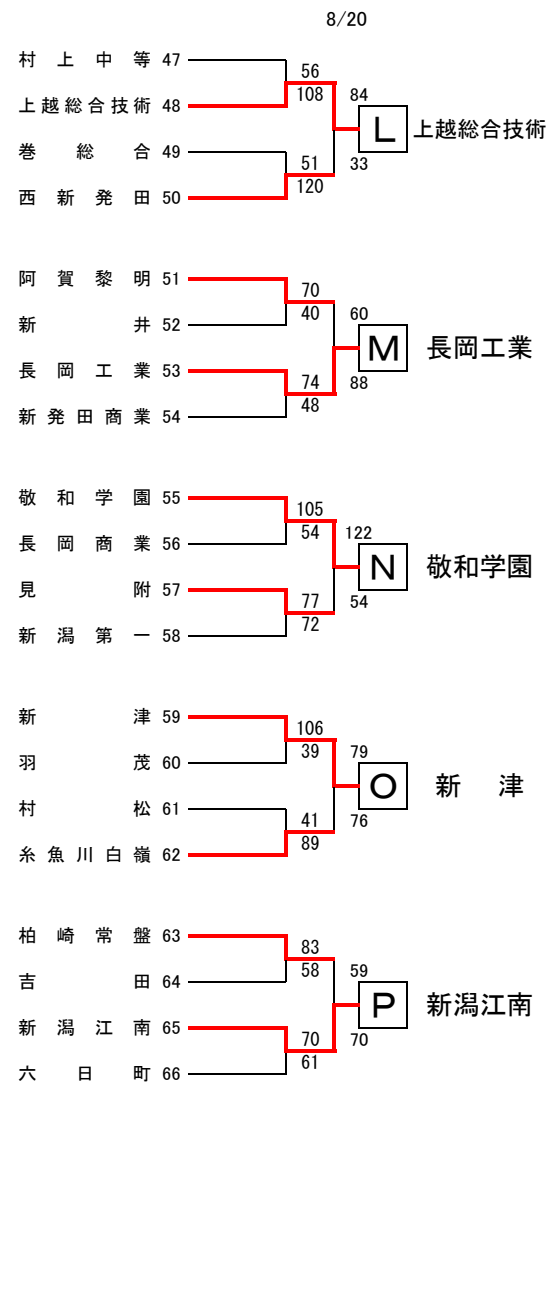 8/20
村上中等 47
56
上越総合技術 48
108
84
L 上越総合技術
巻総合 49
51
33
西新発田 50
120
阿賀黎明 51
70
新井 52
40
60
M 長岡工業
長岡工業 53
74
88
新発田商業 54
48
敬和学園 55
105
長岡商業 56
54
122
N 敬和学園
見附 57
77
54
新潟第一 58
72
新津 59
106
羽茂 60
39
79
O 新津
村松 61
41
76
糸魚川白嶺 62
89
柏崎常盤 63
83
吉田 64
58
59
P 新潟江南
新潟江南 65
70
70
六日町 66
61